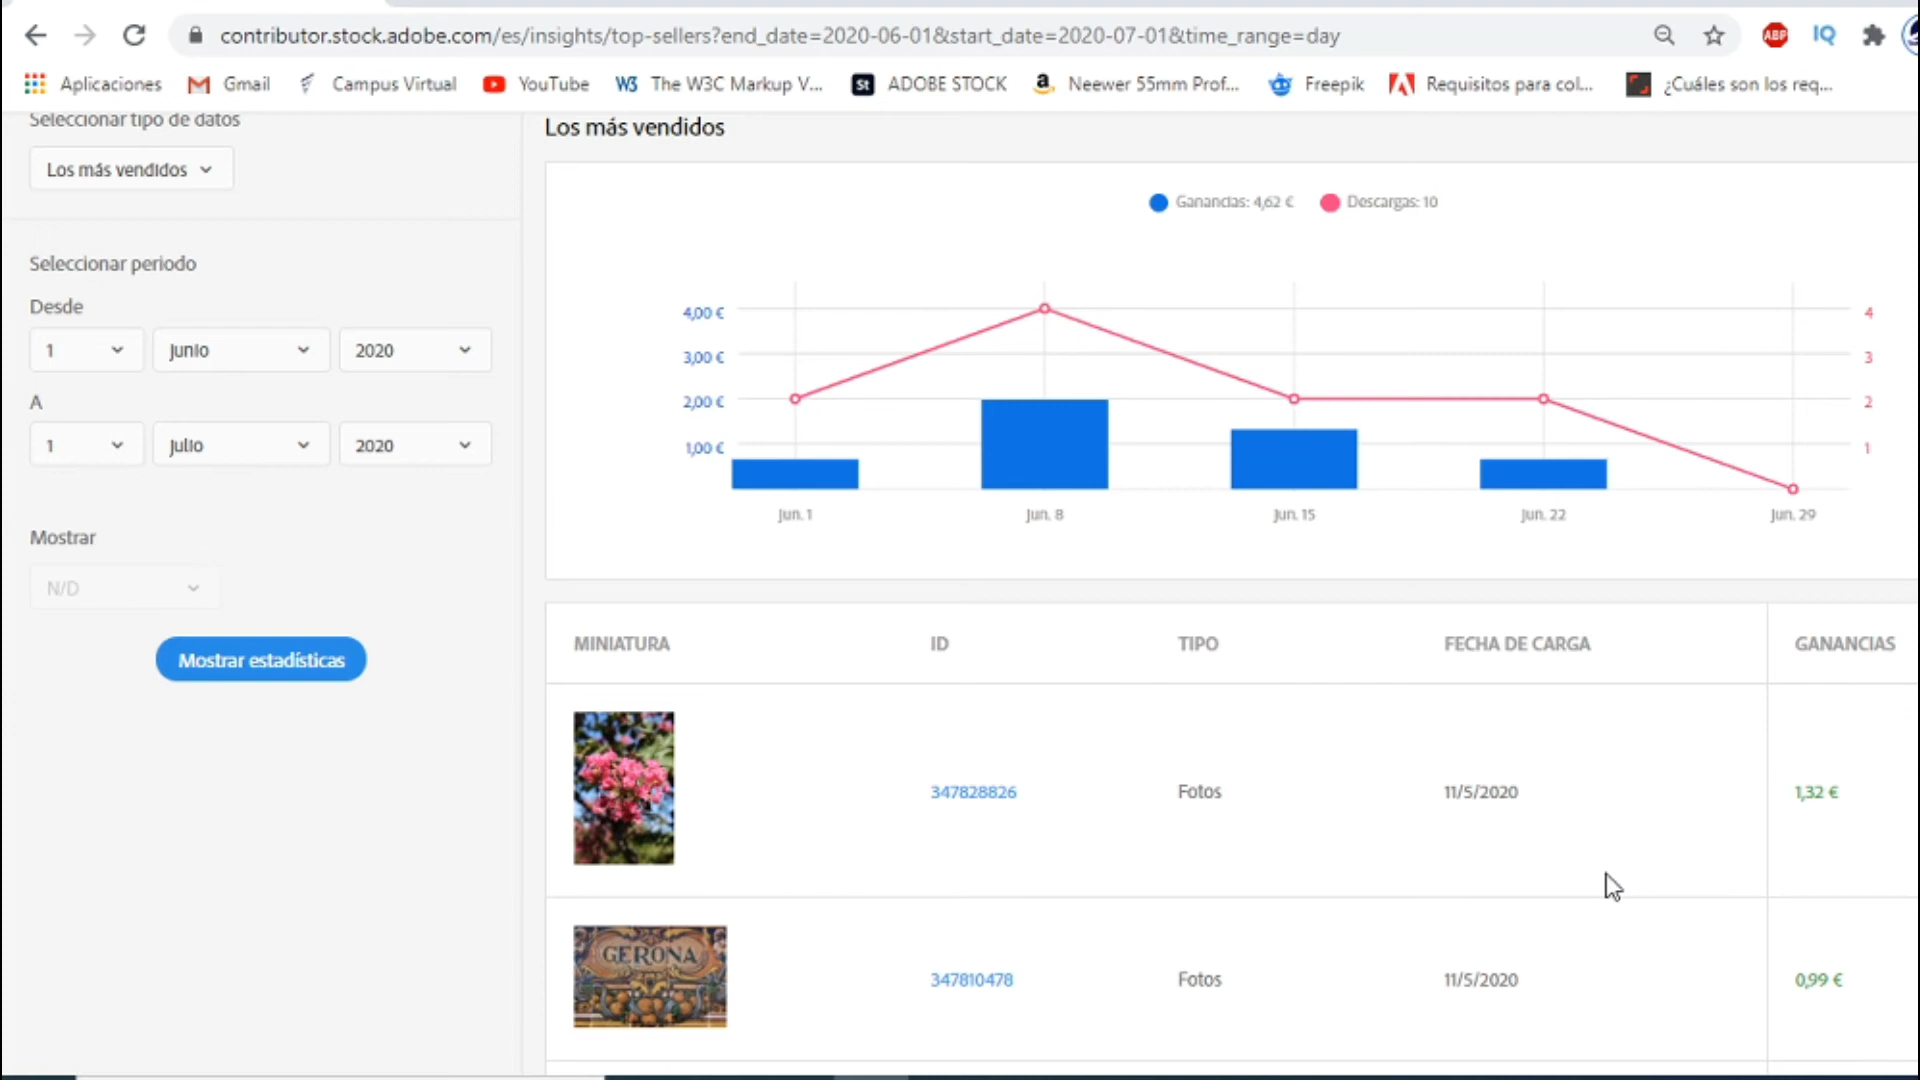 contributor.stock.adobe.com/es/insights/top-sellers?end_date=2020-06-01&start_date=2020-07-01&time_range=day
ABP
IQ
Aplicaciones
Gmail
Campus Virtual
YouTube
W3 The W3C Markup V...
St ADOBE STOCK
a Neewer 55mm Prof...
Freepik
Requisitos para col...
¿Cuáles son los req...
Seleccionar tipo de datos
Los más vendidos
Seleccionar periodo
Desde
1 Junio 2020
A
1 Julio 2020
Mostrar
N/D
Mostrar estadísticas
Los más vendidos
Ganancias: 4,62 € Descargas: 10
4,00 € 4
3,00 € 3
2,00 € 2
1,00 € 1
Jun. 1 Jun. 8 Jun. 15 Jun. 22 Jun. 29
MINIATURA ID TIPO FECHA DE CARGA GANANCIAS
347828826 Fotos 11/5/2020 1,32 €
GERONA
347810478 Fotos 11/5/2020 0,99 €